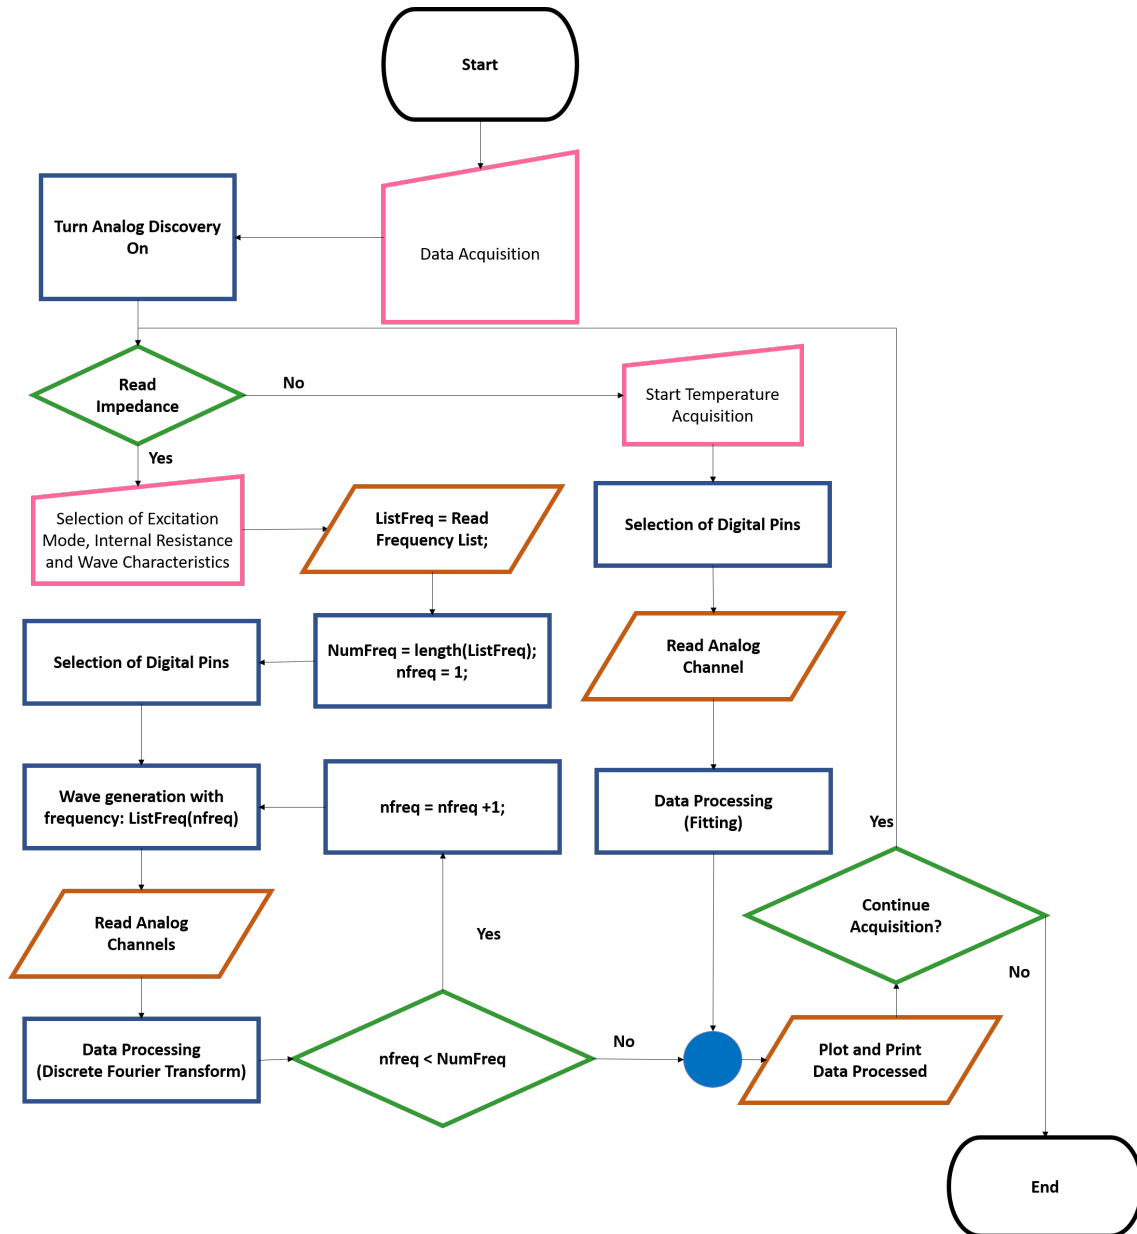 Start
Data Acquisition
Turn Analog Discovery
On
Read
Impedance
No
Yes
Start Temperature
Acquisition
Selection of Excitation
Mode, Internal Resistance
and Wave Characteristics
ListFreq = Read
Frequency List;
Selection of Digital Pins
NumFreq = length(ListFreq);
nfreq = 1;
Selection of Digital Pins
Read Analog
Channel
Wave generation with
frequency: ListFreq(nfreq)
nfreq = nfreq +1;
Data Processing
(Fitting)
Yes
Read Analog
Channels
Yes
Continue
Acquisition?
No
Data Processing
(Discrete Fourier Transform)
nfreq < NumFreq
No
Plot and Print
Data Processed
End